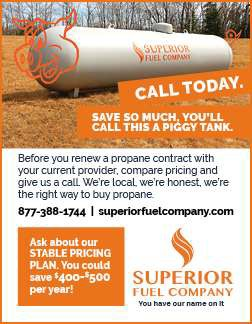 SUPERIOR
FUEL COMPANY
CALL TODAY.
SAVE SO MUCH, YOU'LL
CALL THIS A PIGGY TANK.
Before you renew a propane contract with
your current provider, compare pricing and
give us a call. We're local, we're honest, we're
the right way to buy propane.
877-388-1744 | superiorfuelcompany.com
Ask about our
STABLE PRICING
PLAN. You could
save $400-$500
per year!
SUPERIOR
FUEL COMPANY
You have our name on It